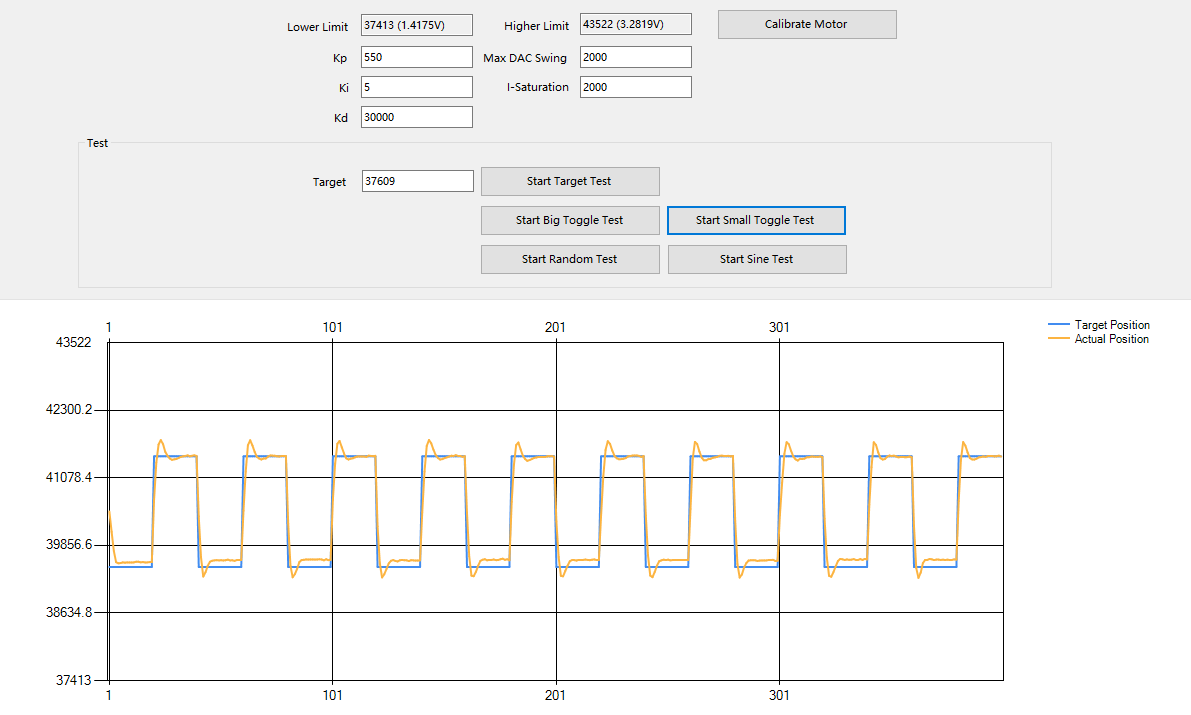 Lower Limit 37413 (1.4175V) Higher Limit 43522 (3.2819V) Calibrate Motor
Kp 550 Max DAC Swing 2000
Ki 5 I-Saturation 2000
Kd 30000
Test
Target 37609 Start Target Test
Start Big Toggle Test Start Small Toggle Test
Start Random Test Start Sine Test
1 101 201 301
Target Position
Actual Position
43522
42300.2
41078.4
39856.6
38634.8
37413
1 101 201 301